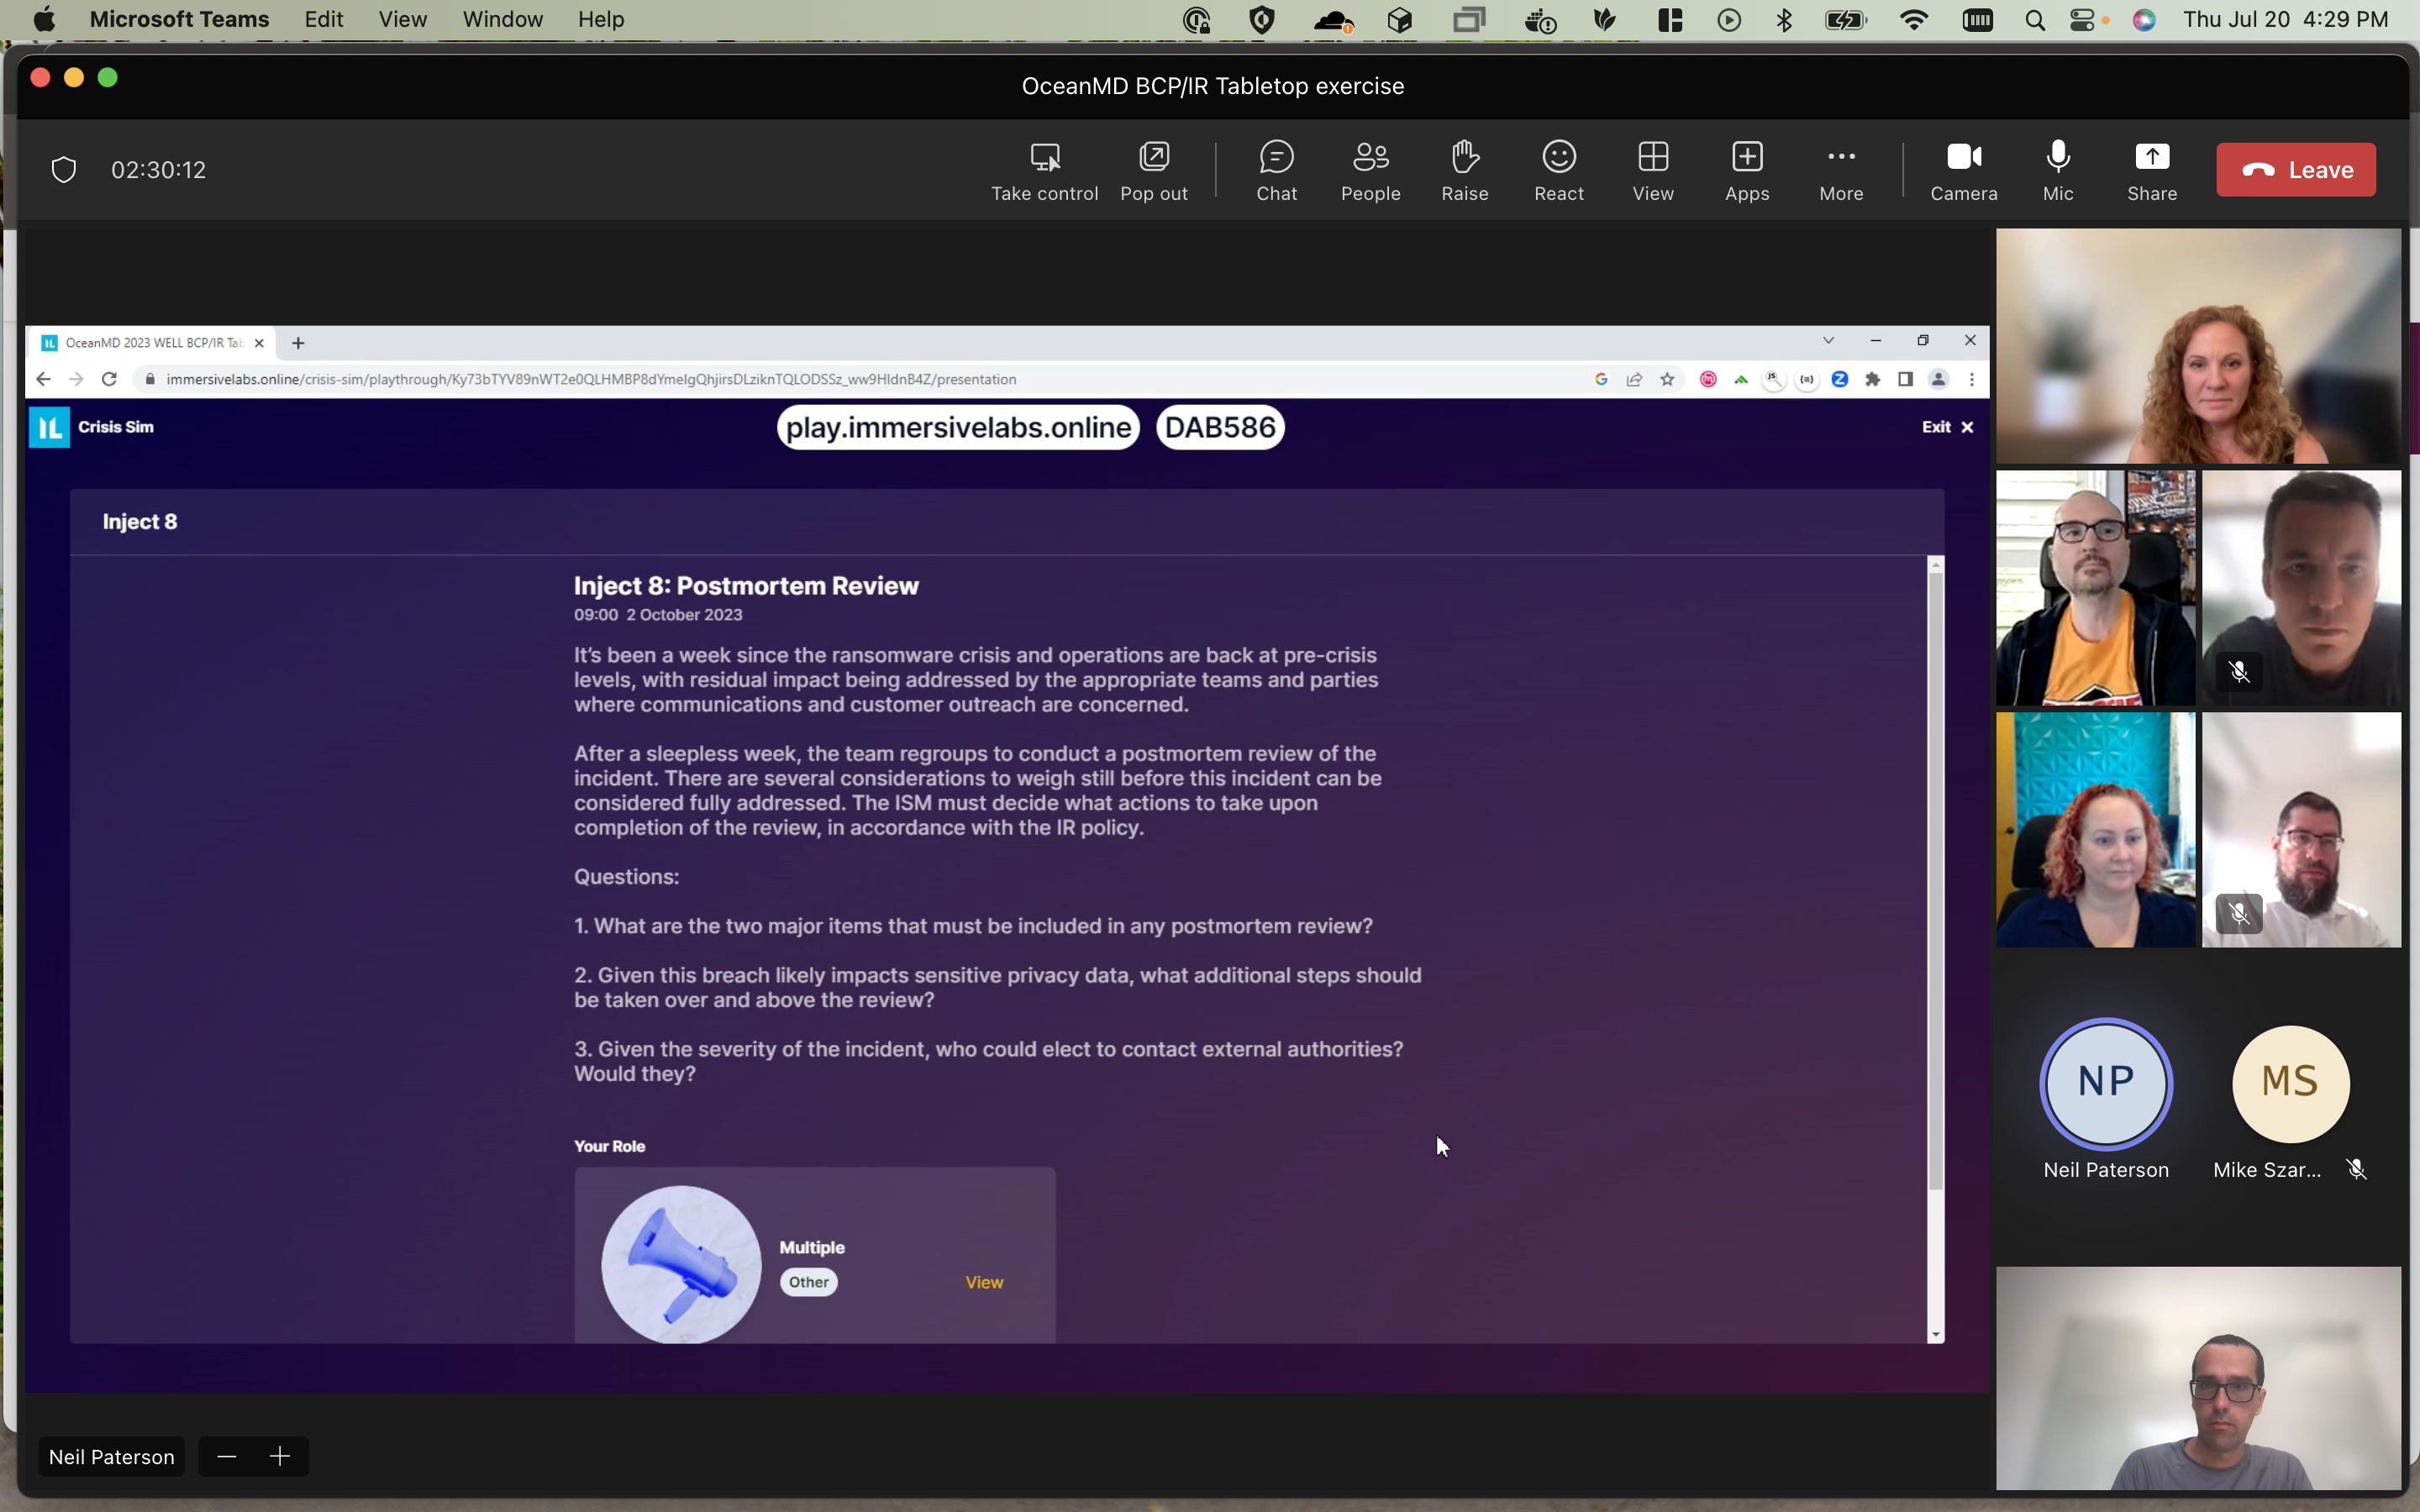 Microsoft Teams Edit View Window Help Thu Jul 20 4:29 PM
OceanMD BCP/IR Tabletop exercise
02:30:12
Take control Pop out Chat People Raise React View Apps More Camera Mic Share Leave
OceanMD 2023 WELL BCP/IR Tab
immersivelabs.online/crisis-sim/playthrough/
IL Crisis Sim
play.immersivelabs.online DAB586
Exit
Inject 8
Inject 8: Postmortem Review
09:00 2 October 2023
It's been a week since the ransomware crisis and operations are back at pre-crisis
levels, with residual impact being addressed by the appropriate teams and parties
where communications and customer outreach are concerned.
After a sleepless week, the team regroups to conduct a postmortem review of the
incident. There are several considerations to weigh still before this incident can be
considered fully addressed. The ISM must decide what actions to take upon
completion of the review, in accordance with the IR policy.
Questions:
1. What are the two major items that must be included in any postmortem review?
2. Given this breach likely impacts sensitive privacy data, what additional steps should
be taken over and above the review?
3. Given the severity of the incident, who could elect to contact external authorities?
Would they?
Your Role
Multiple
Other
View
NP
Neil Paterson
MS
Mike Szar...
Neil Paterson